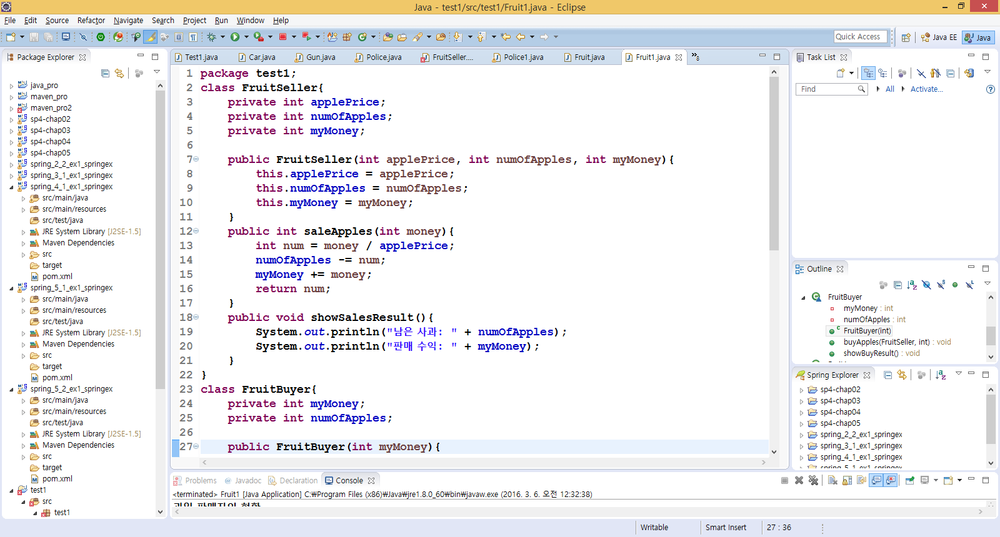 Java - test1/src/test1/Fruit1.java - Eclipse
File Edit Source Refactor Navigate Search Project Run Window Help
Quick Access
Java EE
Java
Package Explorer
java_pro
maven_pro
maven_pro2
sp4-chap02
sp4-chap03
sp4-chap04
sp4-chap05
spring_2_2_ex1_springex
spring_3_1_ex1_springex
spring_4_1_ex1_springex
src/main/java
src/main/resources
src/test/java
JRE System Library [J2SE-1.5]
Maven Dependencies
src
target
pom.xml
spring_5_1_ex1_springex
src/main/java
src/main/resources
src/test/java
JRE System Library [J2SE-1.5]
Maven Dependencies
src
target
pom.xml
spring_5_2_ex1_springex
src/main/java
src/main/resources
src/test/java
JRE System Library [J2SE-1.5]
Maven Dependencies
src
target
pom.xml
test1
src
test1
Test1.java Car.java Gun.java Police.java FruitSeller.... Police1.java Fruit.java Fruit1.java »8
1 package test1;
2 class FruitSeller{
3 private int applePrice;
4 private int numOfApples;
5 private int myMoney;
6
7 public FruitSeller(int applePrice, int numOfApples, int myMoney){
8 this.applePrice = applePrice;
9 this.numOfApples = numOfApples;
10 this.myMoney = myMoney;
11 }
12 public int saleApples(int money){
13 int num = money / applePrice;
14 numOfApples -= num;
15 myMoney += money;
16 return num;
17 }
18 public void showSalesResult(){
19 System.out.println("남은 사과: " + numOfApples);
20 System.out.println("판매 수익: " + myMoney);
21 }
22 }
23 class FruitBuyer{
24 private int myMoney;
25 private int numOfApples;
26
27 public FruitBuyer(int myMoney){
Problems Javadoc Declaration Console
<terminated> Fruit1 [Java Application] C:₩Program Files (x86)₩Java₩jre1.8.0_60₩bin₩javaw.exe (2016. 3. 6. 오전 12:32:38)
Task List
Find All Activate...
Outline
FruitBuyer
myMoney : int
numOfApples : int
FruitBuyer(int)
buyApples(FruitSeller, int) : void
showBuyResult() : void
Spring Explorer
sp4-chap02
sp4-chap03
sp4-chap04
sp4-chap05
spring_2_2_ex1_springex
spring_3_1_ex1_springex
spring_4_1_ex1_springex
spring_5_1_ex1_springex
Writable Smart Insert 27 : 36